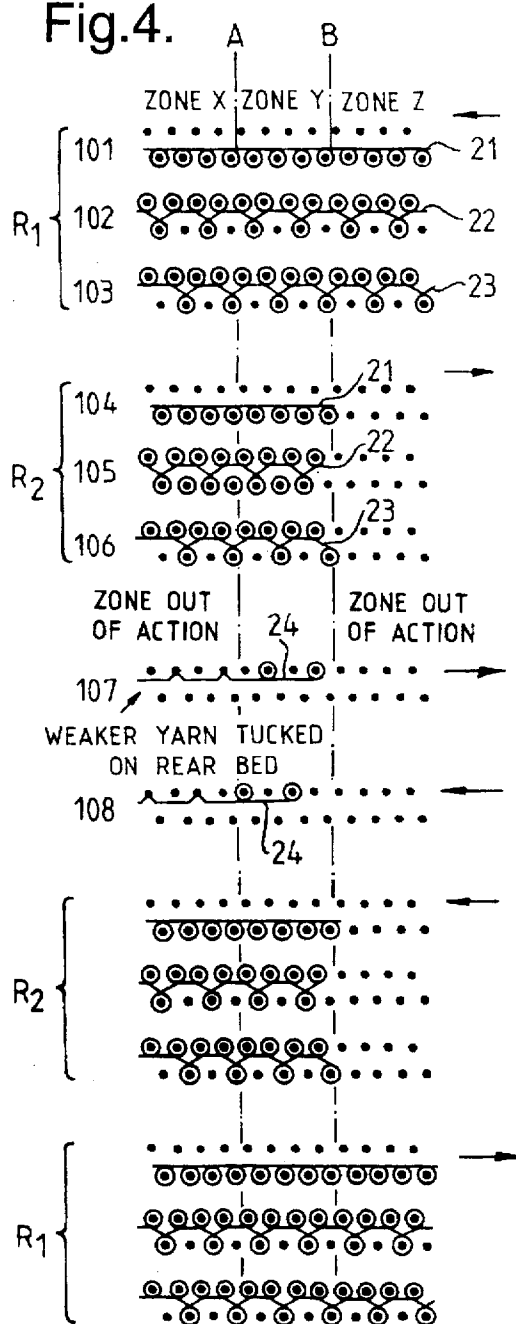 Fig.4.
A B
ZONE X ZONE Y ZONE Z
R1
101 21
102 22
103 23
R2
104 21
105 22
106 23
ZONE OUT OF ACTION ZONE OUT OF ACTION
24
107
WEAKER YARN TUCKED
ON REAR BED
108
24
R2
R1